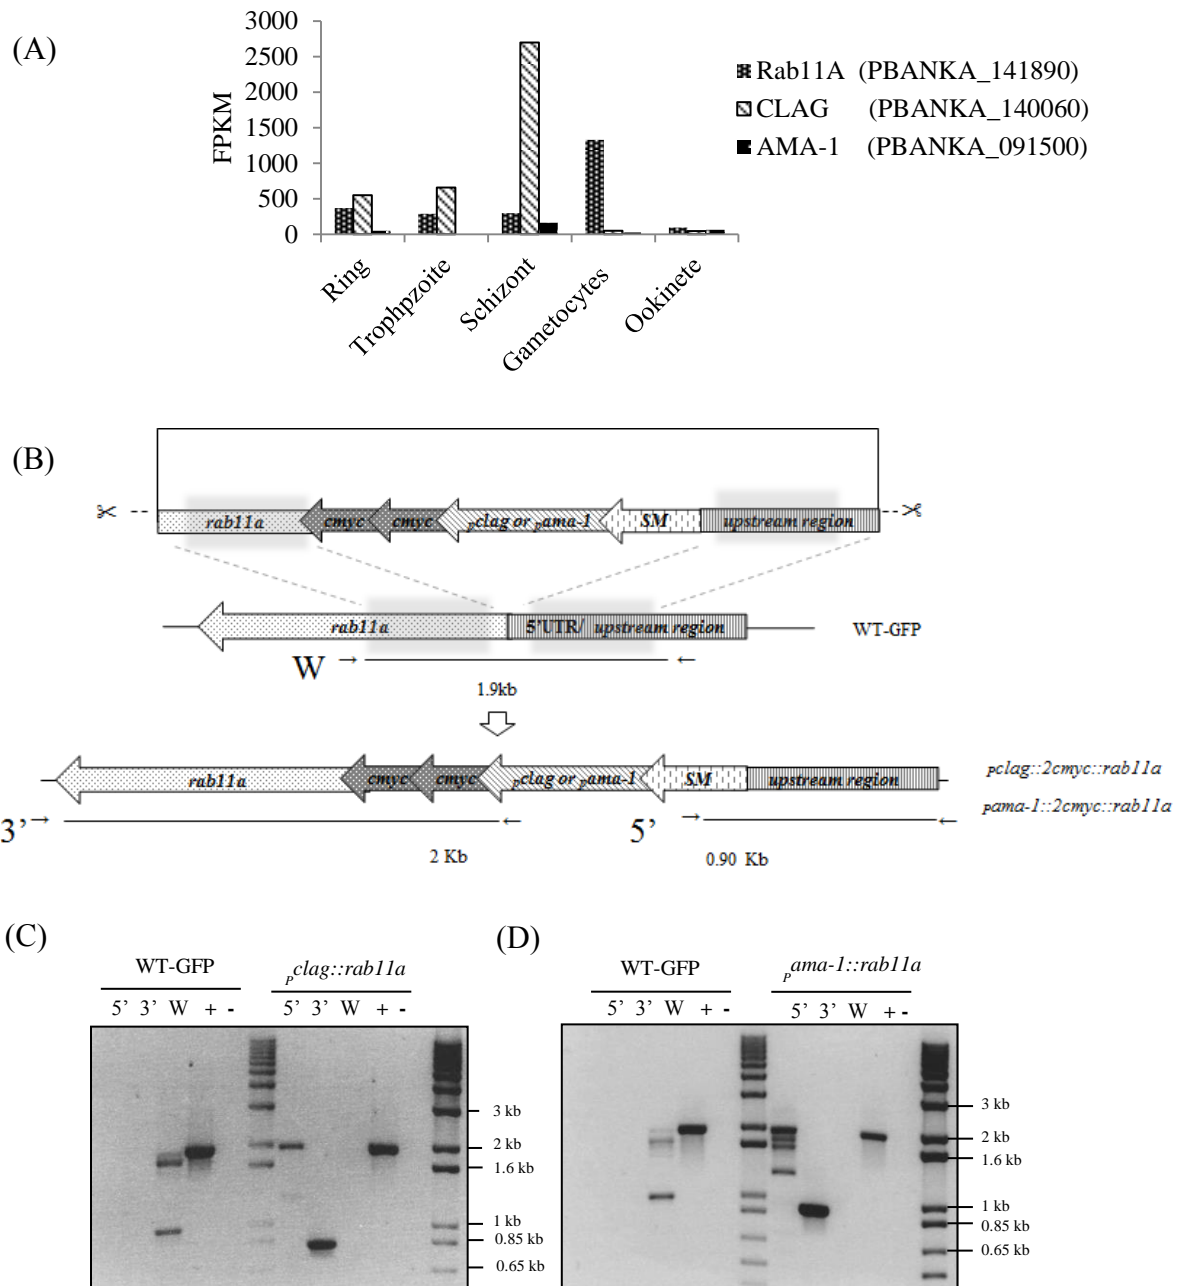 (A)
3000
2500
2000
1500
1000
500
0
FPKM
Ring
Trophpzoite
Schizont
Gametocytes
Ookinete
Rab11A (PBANKA_141890)
CLAG (PBANKA_140060)
AMA-1 (PBANKA_091500)
(B)
rab11a cmyc cmyc pclag or pama-1 SM upstream region
rab11a 5'UTR/ upstream region WT-GFP
W
1.9kb
rab11a cmyc cmyc pclag or pama-1 SM upstream region
pclag::2cmyc::rab11a
pama-1::2cmyc::rab11a
3' 5'
2 Kb 0.90 Kb
(C)
WT-GFP pclag::rab11a
5' 3' W + - 5' 3' W + -
3 kb
2 kb
1.6 kb
1 kb
0.85 kb
0.65 kb
(D)
WT-GFP pama-1::rab11a
5' 3' W + - 5' 3' W + -
3 kb
2 kb
1.6 kb
1 kb
0.85 kb
0.65 kb